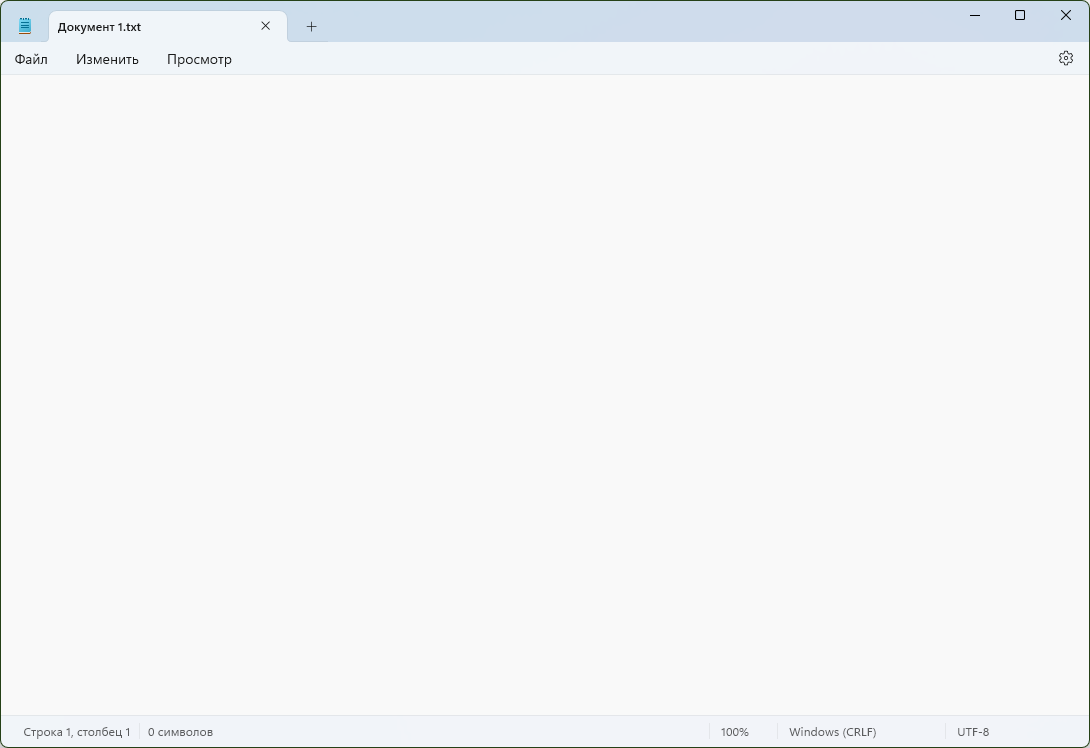 Документ 1.txt
Файл Изменить Просмотр
Строка 1, столбец 1 0 символов 100% Windows (CRLF) UTF-8